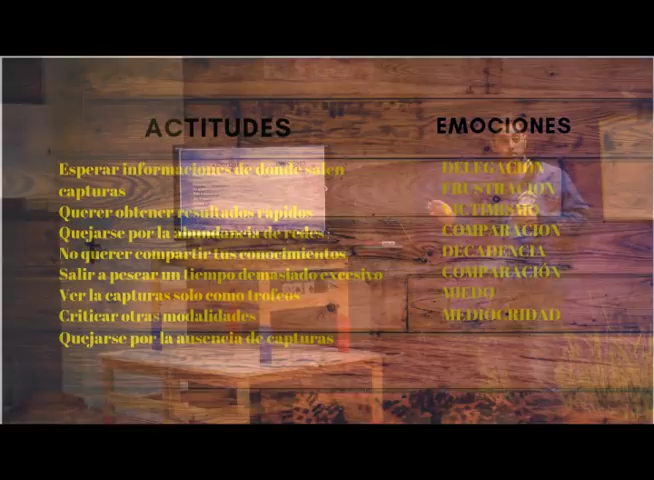 ACTITUDES
EMOCIONES
Esperar informaciones de donde salen
capturas
Querer obtener resultados rapidos
Quejarse por la abundancia de redes
No querer compartir tus conocimientos
Salir a pescar un tiempo demasiado excesivo
Ver la capturas solo como trofeos
Criticar otras modalidades
Quejarse por la ausencia de capturas
DELEGACIÓN
FRUSTRACIÓN
VICTIMISMO
COMPARACIÓN
DECADENCIA
COMPARACIÓN
MIEDO
MEDIOCRIDAD